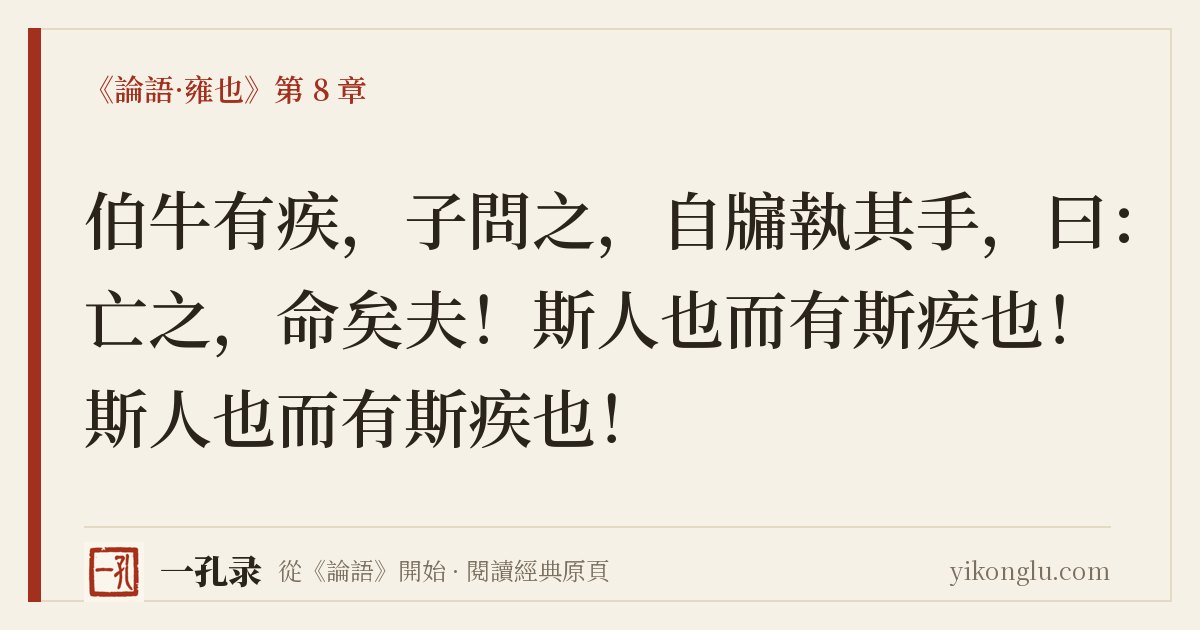 《論語·雍也》第 8 章
伯牛有疾，子問之，自牖執其手，曰：
亡之，命矣夫！斯人也而有斯疾也！
斯人也而有斯疾也！
一孔
一孔录 從《論語》開始 · 閱讀經典原頁 yikonglu.com